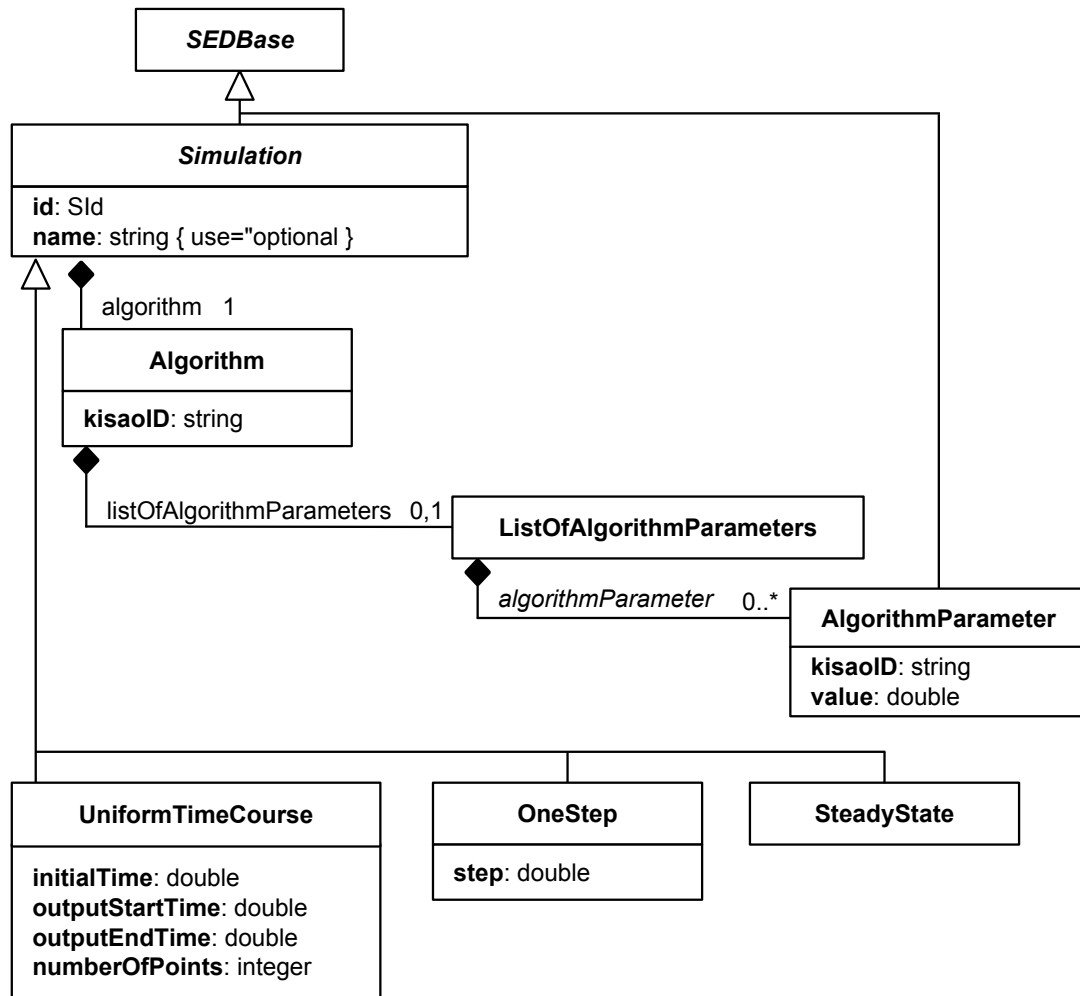 SEDBase
Simulation
id: SId
name: string { use="optional }
algorithm 1
Algorithm
kisaoID: string
listOfAlgorithmParameters 0,1
ListOfAlgorithmParameters
algorithmParameter 0..*
AlgorithmParameter
kisaoID: string
value: double
UniformTimeCourse
initialTime: double
outputStartTime: double
outputEndTime: double
numberOfPoints: integer
OneStep
step: double
SteadyState